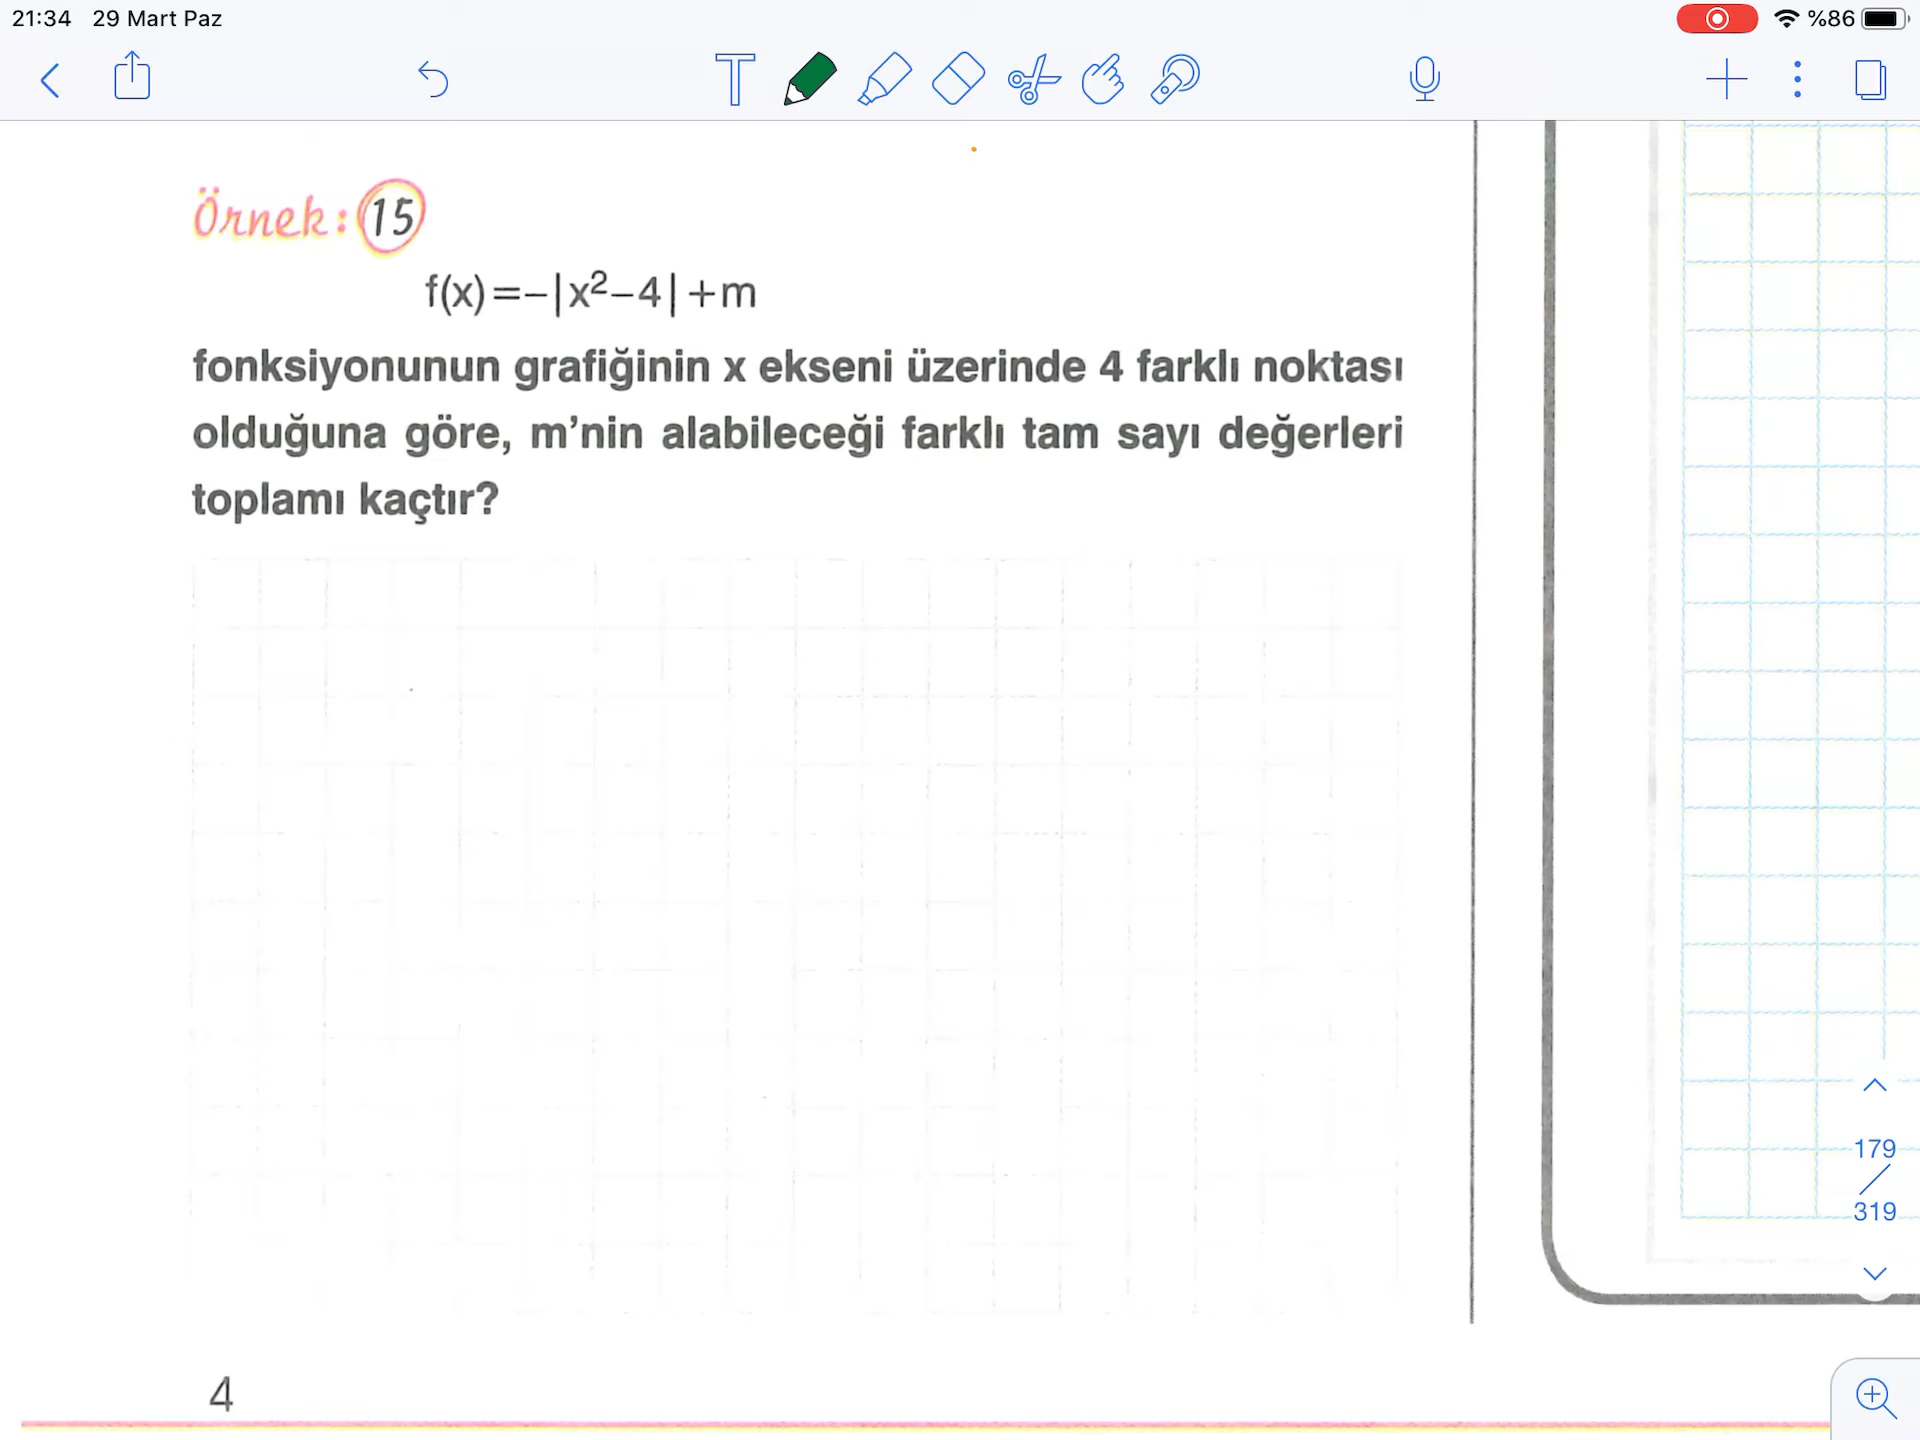 21:34 29 Mart Paz %86
Örnek: 15
f(x)=–|x²–4|+m
fonksiyonunun grafiğinin x ekseni üzerinde 4 farklı noktası
olduğuna göre, m’nin alabileceği farklı tam sayı değerleri
toplamı kaçtır?
179
319
4